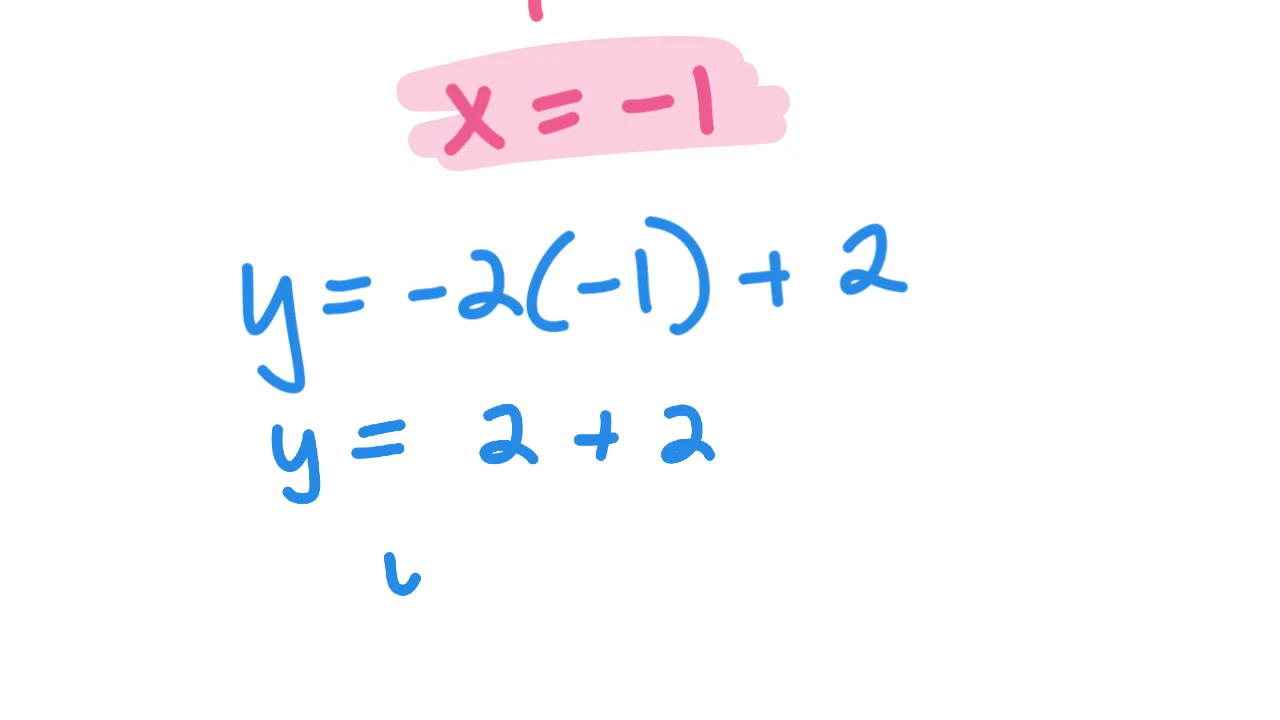 x = -1
y = -2(-1) + 2
y = 2 + 2